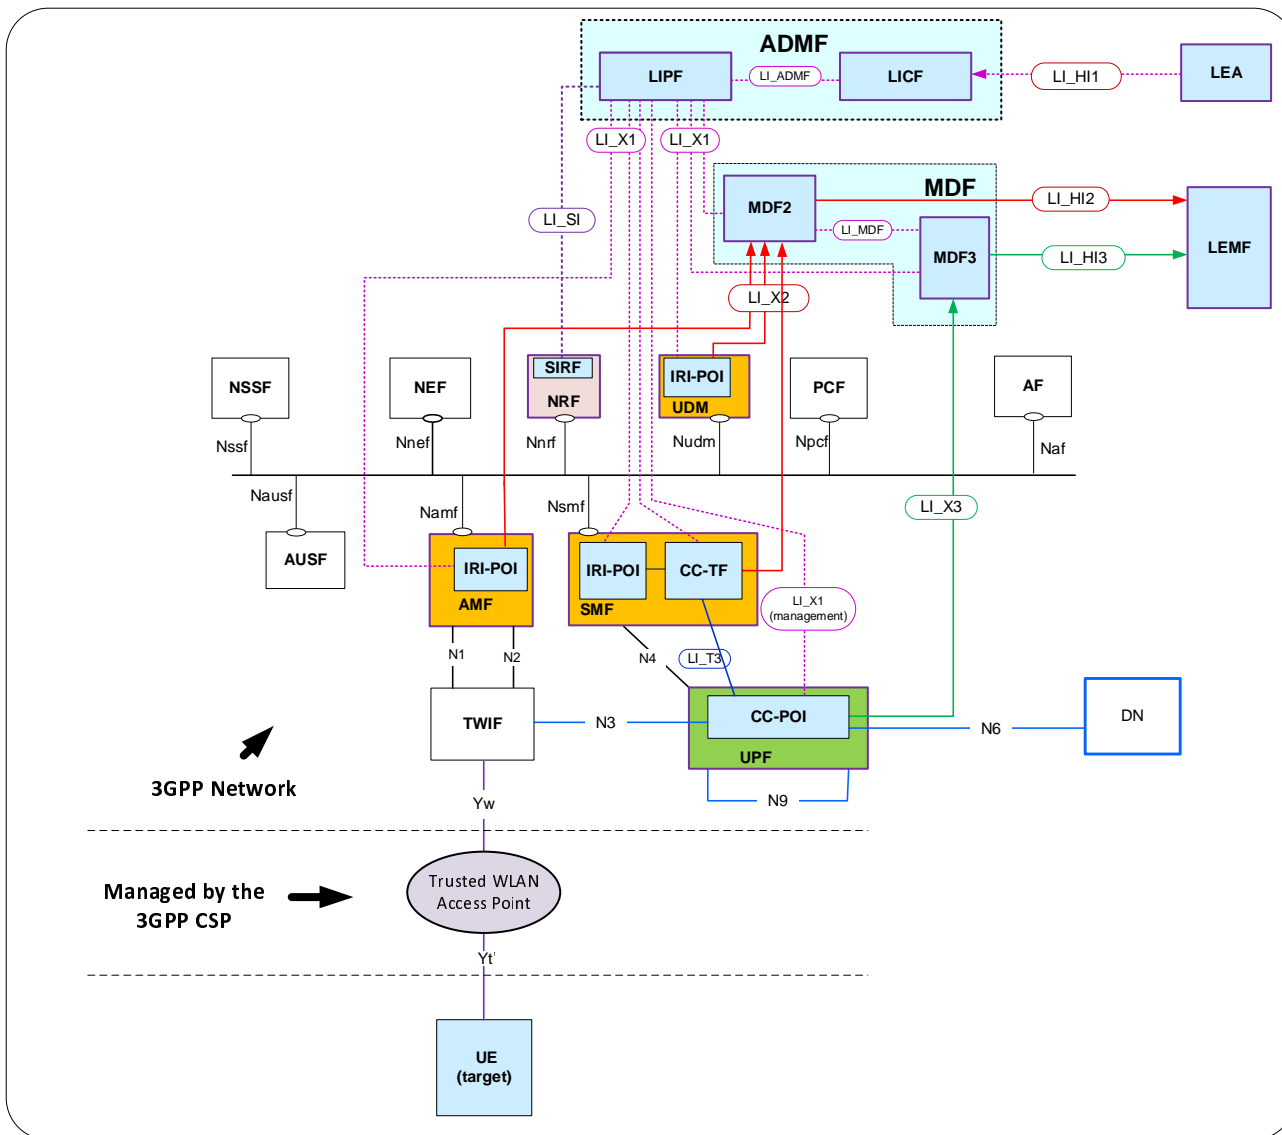 ADMF
LIPF
LI_ADMF
LICF
LI_HI1
LEA
LI_X1
LI_X1
MDF
MDF2
LI_HI2
LI_SI
LI_MDF
MDF3
LI_HI3
LEMF
LI_X2
NSSF
NEF
SIRF
NRF
IRI-POI
UDM
PCF
AF
Nssf
Nnef
Nnrf
Nudm
Npcf
Naf
Nausf
Namf
Nsmf
LI_X3
AUSF
IRI-POI
AMF
IRI-POI
CC-TF
SMF
LI_X1
(management)
N1
N2
N4
LI_T3
TWIF
N3
CC-POI
UPF
N6
DN
N9
3GPP Network
Yw
Managed by the
3GPP CSP
Trusted WLAN
Access Point
Yt'
UE
(target)